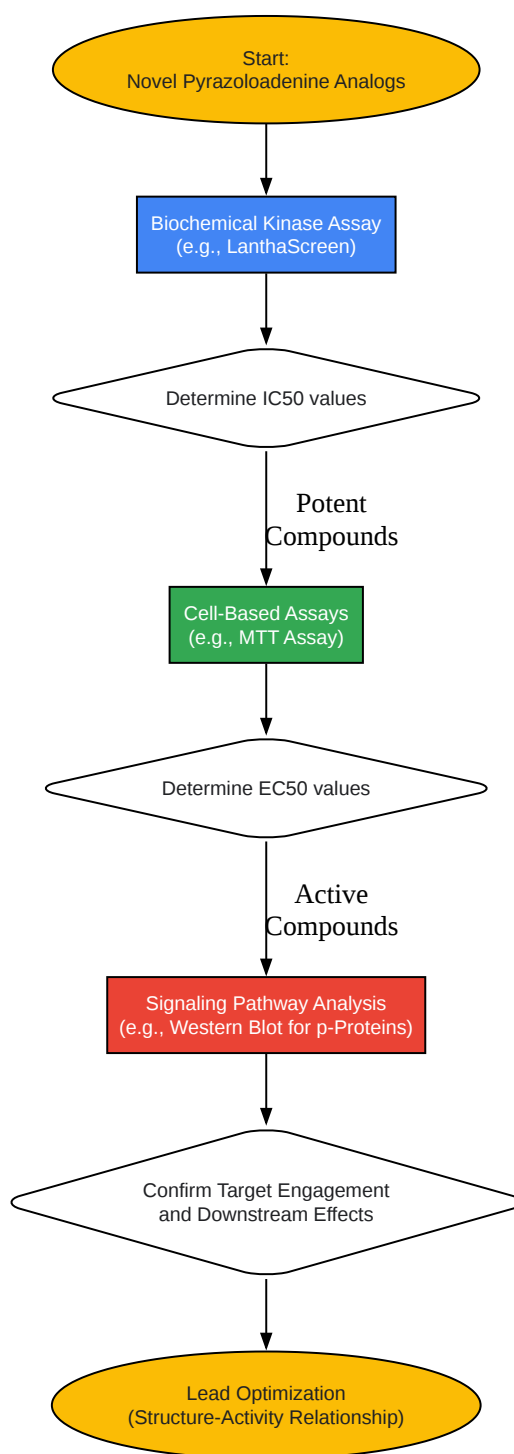 Start:
Novel Pyrazoloadenine Analogs
Biochemical Kinase Assay
(e.g., LanthaScreen)
Determine IC50 values
Potent
Compounds
Cell-Based Assays
(e.g., MTT Assay)
Determine EC50 values
Active
Compounds
Signaling Pathway Analysis
(e.g., Western Blot for p-Proteins)
Confirm Target Engagement
and Downstream Effects
Lead Optimization
(Structure-Activity Relationship)